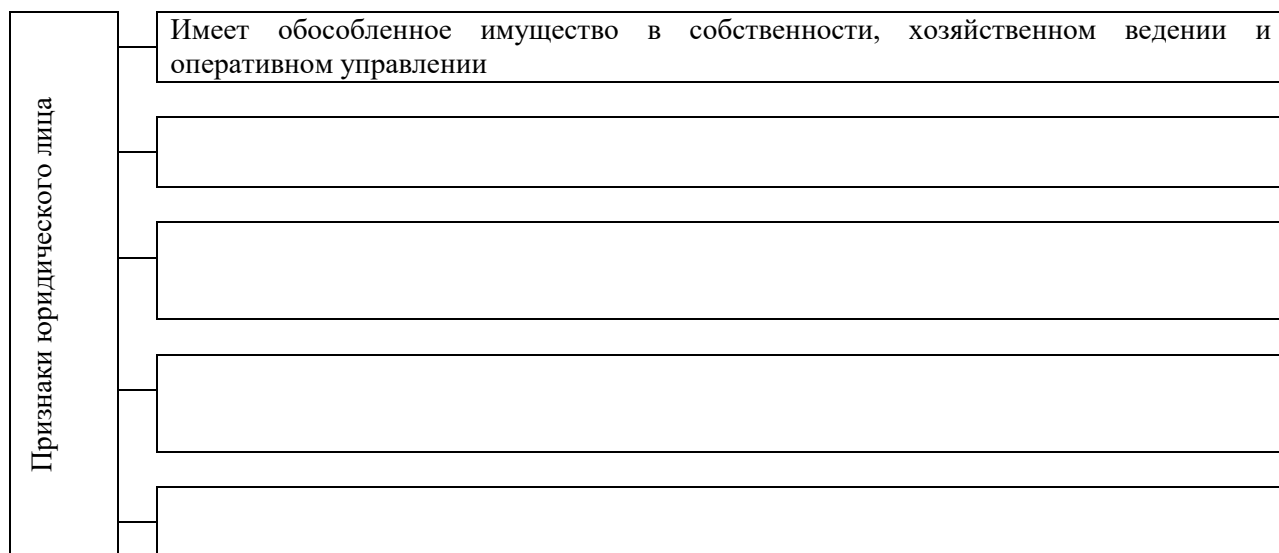 Признаки юридического лица
Имеет обособленное имущество в собственности, хозяйственном ведении и
оперативном управлении